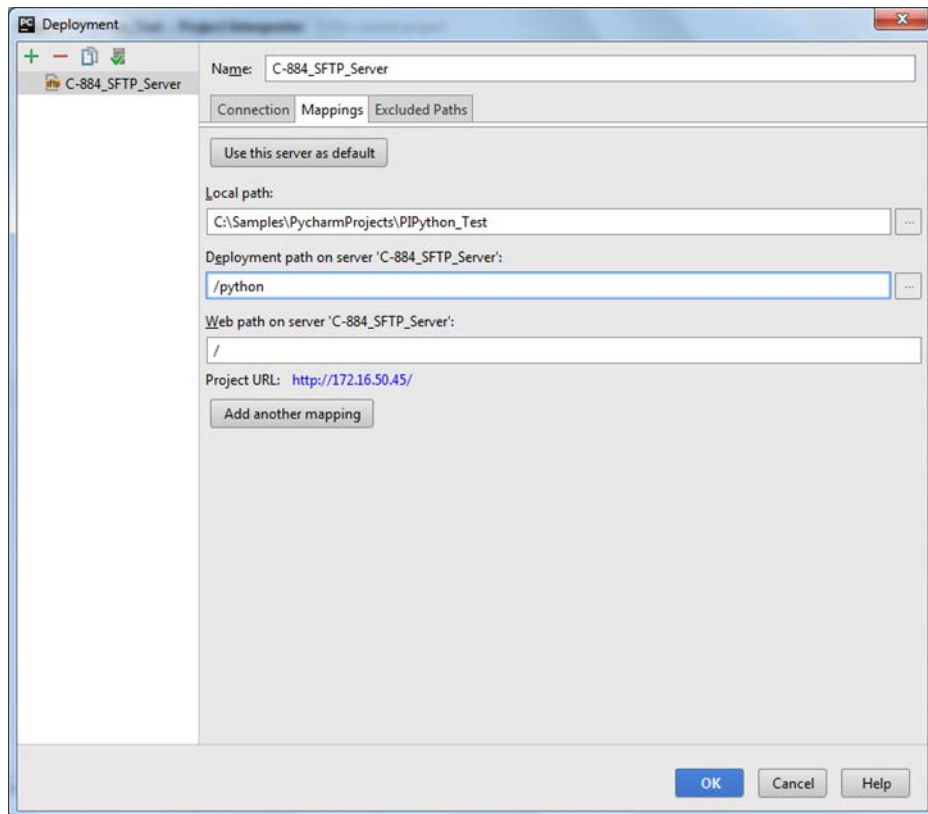 PC Deployment
C-884_SFTP_Server
Name: C-884_SFTP_Server
Connection Mappings Excluded Paths
Use this server as default
Local path:
C:\Samples\PycharmProjects\PIPython_Test
...
Deployment path on server 'C-884_SFTP_Server':
/python
...
Web path on server 'C-884_SFTP_Server':
/
Project URL: http://172.16.50.45/
Add another mapping
OK Cancel Help